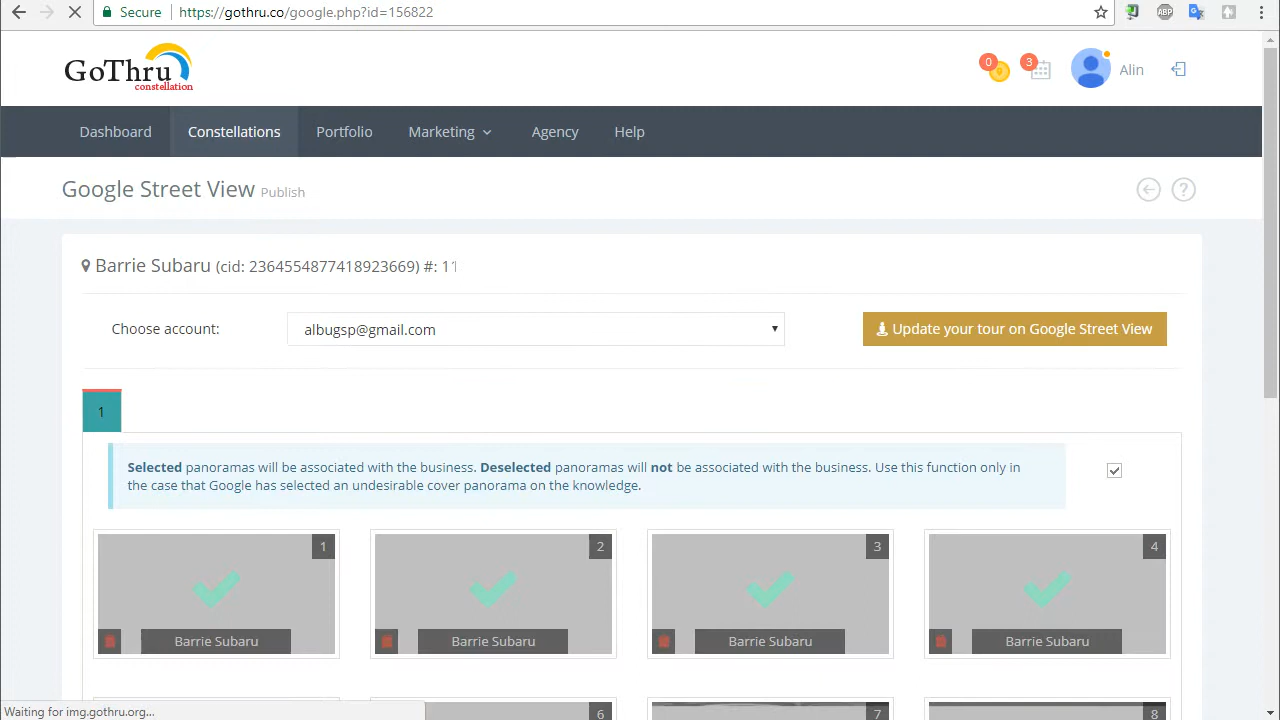 Secure https://gothru.co/google.php?id=156822 ABP
GoThru
constellation
0 3 Alin
Dashboard Constellations Portfolio Marketing Agency Help
Google Street View Publish
Barrie Subaru (cid: 2364554877418923669) #: 11
Choose account: albugsp@gmail.com Update your tour on Google Street View
1
Selected panoramas will be associated with the business. Deselected panoramas will not be associated with the business. Use this function only in
the case that Google has selected an undesirable cover panorama on the knowledge.
1 2 3 4
Barrie Subaru Barrie Subaru Barrie Subaru Barrie Subaru
6 7 8
Waiting for img.gothru.org...